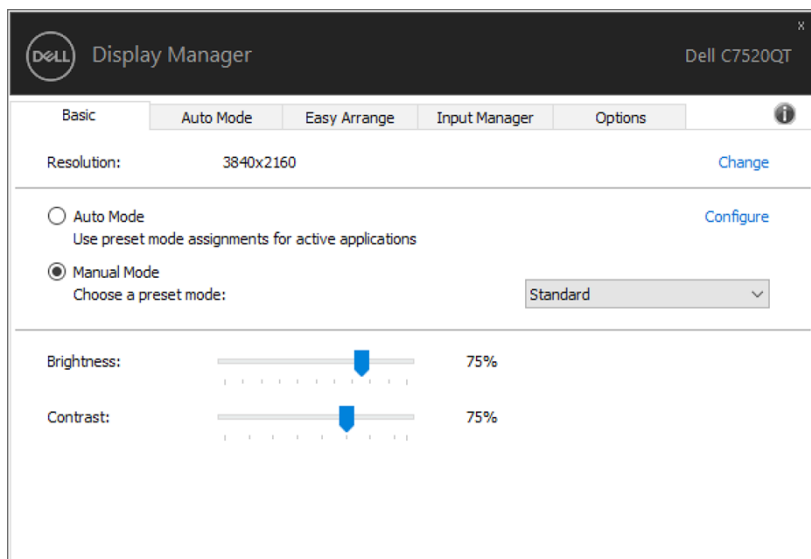 x
DELL Display Manager Dell C7520QT
Basic Auto Mode Easy Arrange Input Manager Options i
Resolution: 3840x2160 Change
Auto Mode Configure
Use preset mode assignments for active applications
Manual Mode
Choose a preset mode: Standard
Brightness: 75%
Contrast: 75%